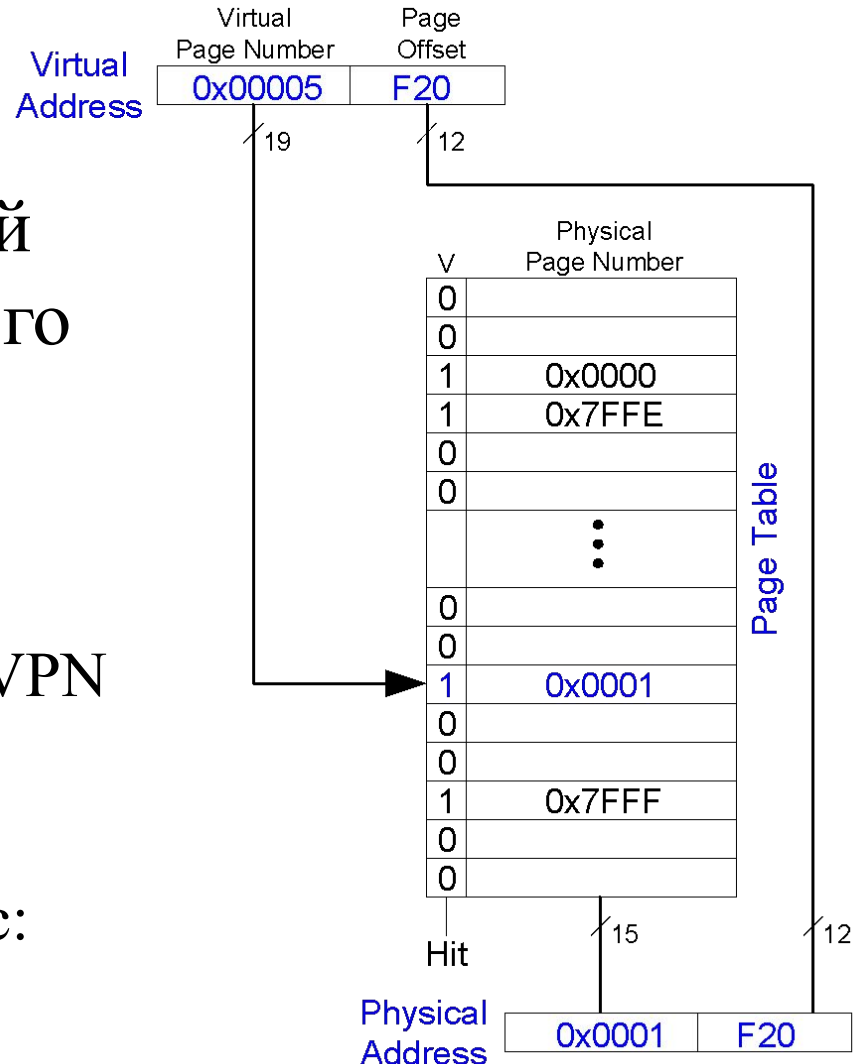 Virtual Page
Page Number Offset
Virtual
Address
0x00005 F20
19 12
й
го
Physical
V Page Number
0
0
1 0x0000
1 0x7FFE
0
0
Page Table
0
0
VPN
1 0x0001
0
0
1 0x7FFF
0
0
с:
15 12
Hit
Physical
Address
0x0001 F20